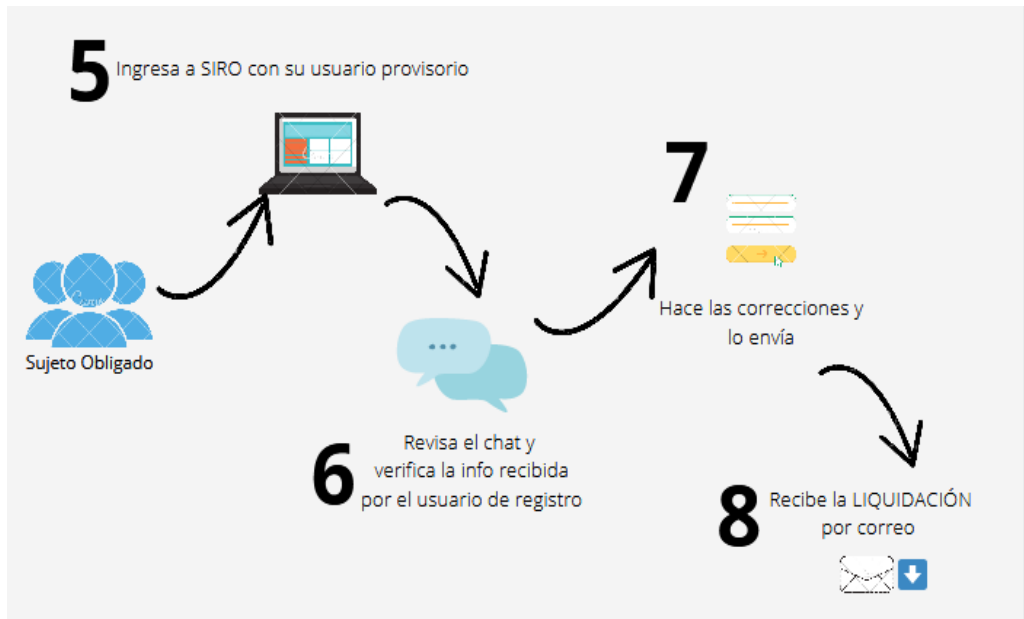 5 Ingresa a SIRO con su usuario provisorio
Sujeto Obligado
6 Revisa el chat y
verifica la info recibida
por el usuario de registro
7
Hace las correcciones y
lo envía
8 Recibe la LIQUIDACIÓN
por correo